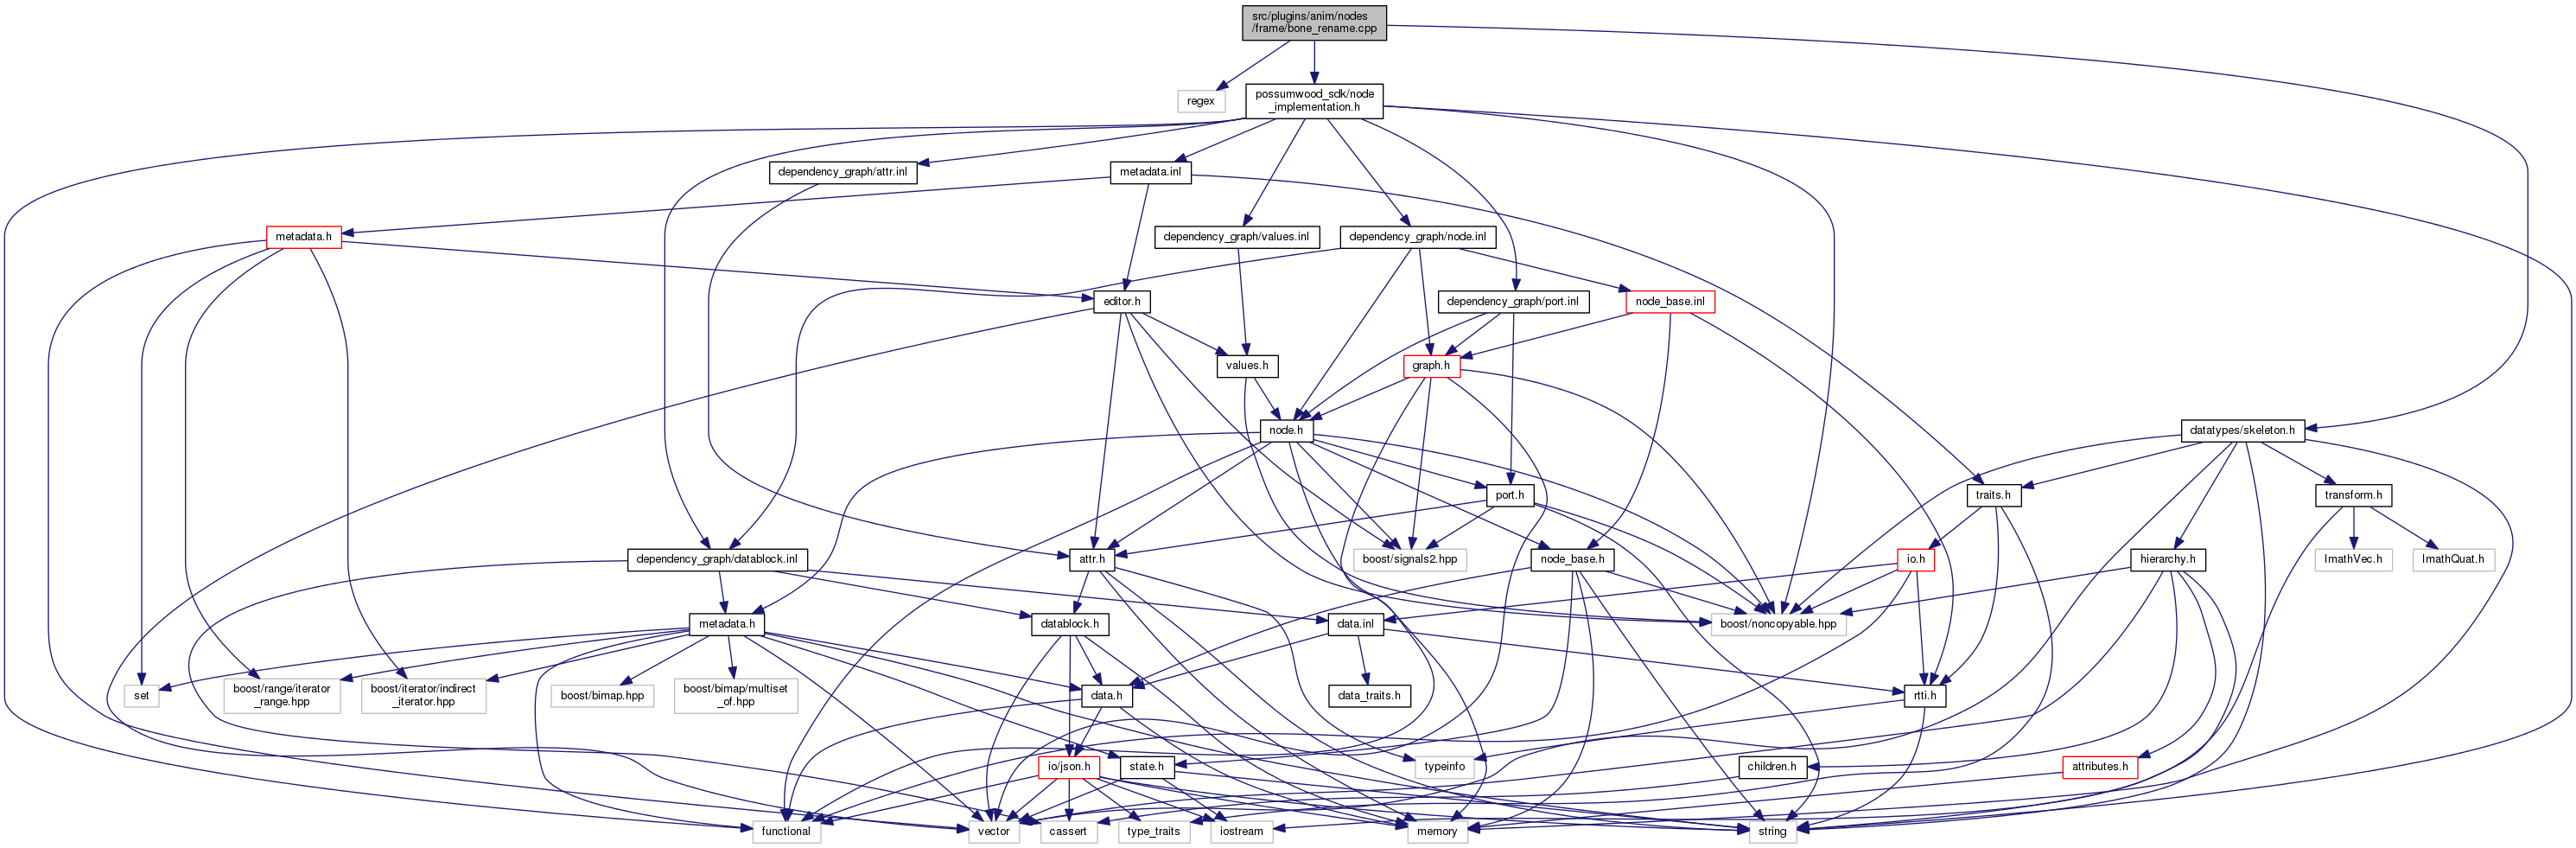 src/plugins/anim/nodes
/frame/bone_rename.cpp
regex
possumwood_sdk/node
_implementation.h
dependency_graph/attr.inl
metadata.inl
metadata.h
dependency_graph/values.inl
dependency_graph/node.inl
editor.h
dependency_graph/port.inl
node_base.inl
values.h
graph.h
node.h
datatypes/skeleton.h
port.h
traits.h
transform.h
dependency_graph/datablock.inl
attr.h
boost/signals2.hpp
node_base.h
io.h
hierarchy.h
ImathVec.h
ImathQuat.h
metadata.h
datablock.h
data.inl
boost/noncopyable.hpp
set
boost/range/iterator
_range.hpp
boost/iterator/indirect
_iterator.hpp
boost/bimap.hpp
boost/bimap/multiset
_of.hpp
data.h
data_traits.h
rtti.h
io/json.h
state.h
typeinfo
children.h
attributes.h
functional
vector
cassert
type_traits
iostream
memory
string